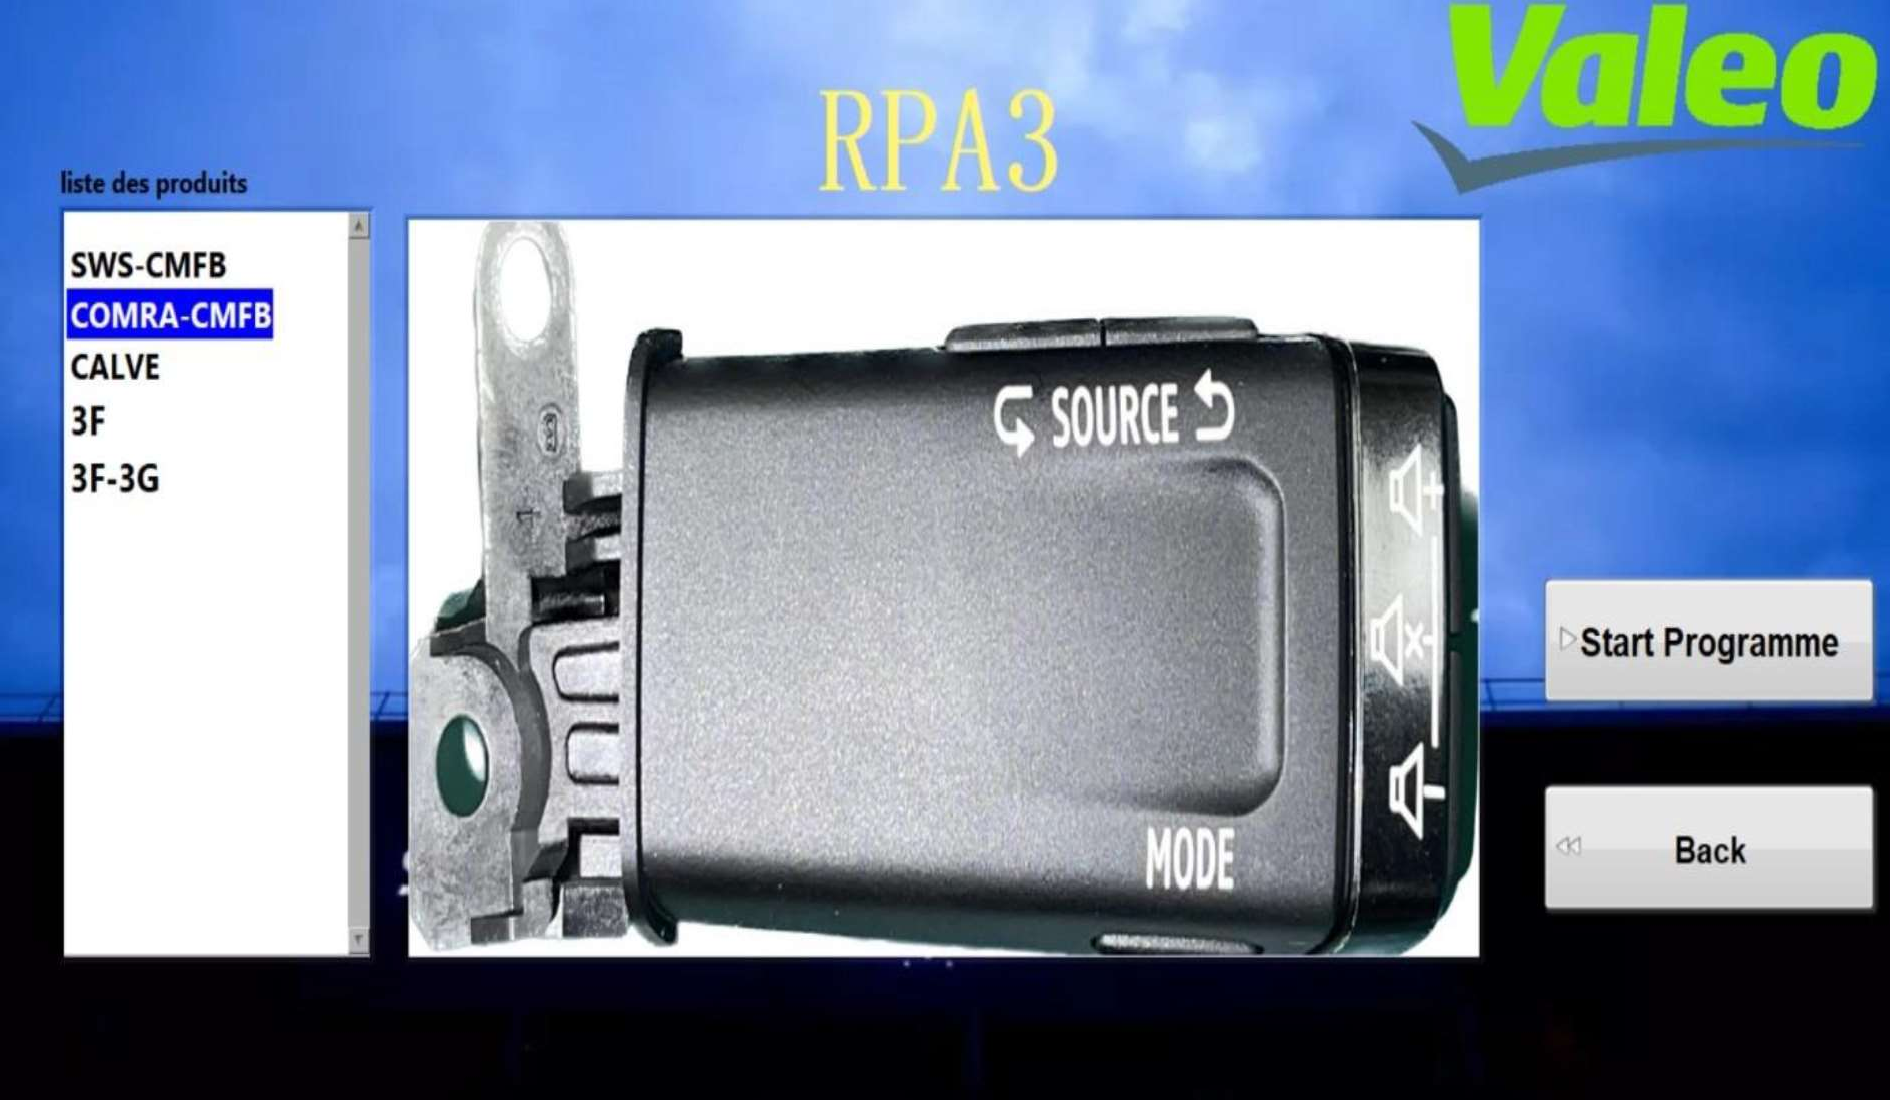 Valeo
RPA3
liste des produits
SWS-CMFB
COMRA-CMFB
CALVE
3F
3F-3G
SOURCE
MODE
Start Programme
Back